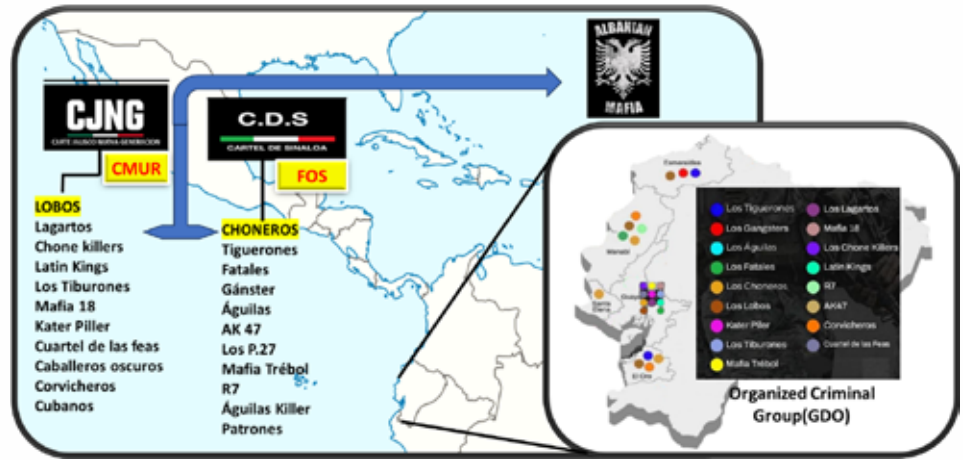 ALBANIAN
MAFIA
CJNG
CARTEL JALISCO NUEVA GENERACION
CMUR
C.D.S
CARTEL DE SINALOA
FOS
LOBOS
Lagartos
Chone killers
Latin Kings
Los Tiburones
Mafia 18
Kater Piller
Cuartel de las feas
Caballeros oscuros
Corvicheros
Cubanos
CHONEROS
Tiguerones
Fatales
Gánster
Águilas
AK 47
Los P.27
Mafia Trébol
R7
Águilas Killer
Patrones
Esmeraldas
Manabí
Santa Elena
Guayas
El Oro
Los Tiguerones
Los Gangsters
Los Águilas
Los Fatales
Los Choneros
Los Lobos
Kater Piler
Los Tiburones
Mafia Trébol
Los Lagartos
Mafia 18
Los Chone Killers
Latin Kings
R7
AK47
Corvicheros
Cuartel de las Feas
Organized Criminal
Group(GDO)